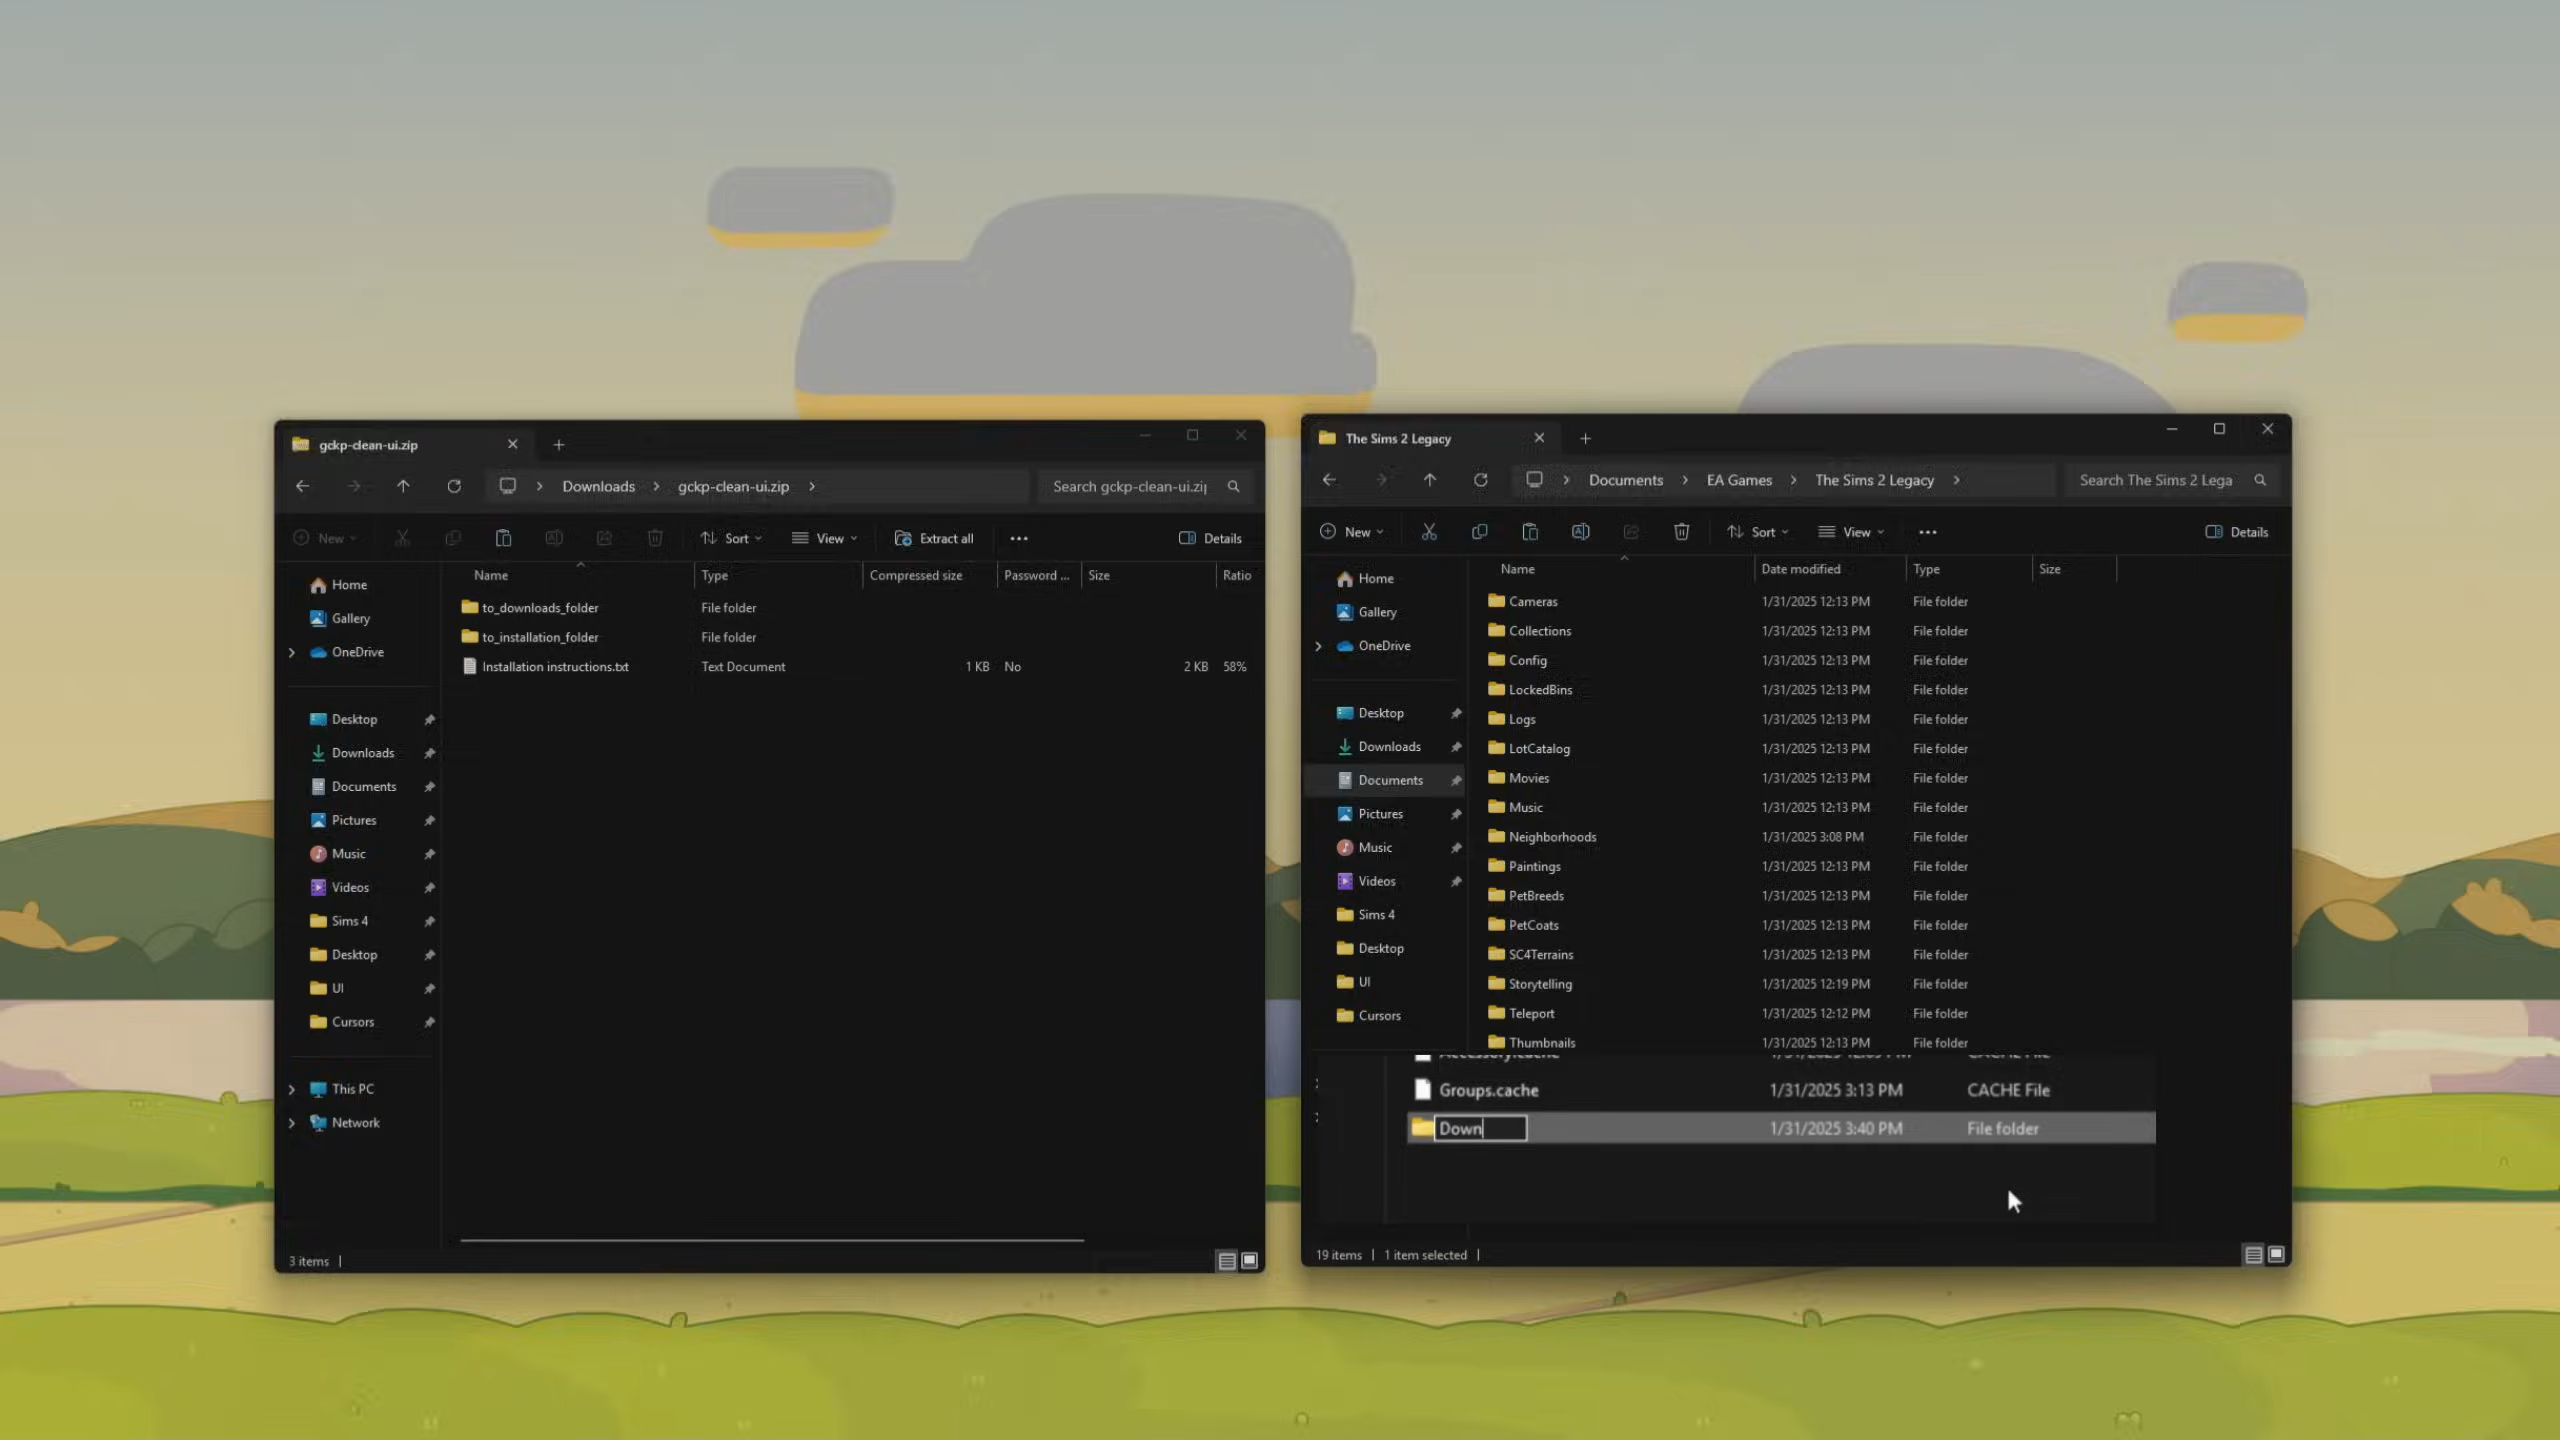 gckp-clean-ui.zip
Downloads
gckp-clean-ui.zip
Search gckp-clean-ui.zip
New
Sort
View
Extract all
Details
Name
Type
Compressed size
Password ...
Size
Ratio
Home
Gallery
OneDrive
Desktop
Downloads
Documents
Pictures
Music
Videos
Sims 4
Desktop
UI
Cursors
This PC
Network
to_downloads_folder File folder
to_installation_folder File folder
Installation instructions.txt Text Document 1 KB No 2 KB 58%
3 items
The Sims 2 Legacy
Documents
EA Games
The Sims 2 Legacy
Search The Sims 2 Lega
New
Sort
View
Details
Name
Date modified
Type
Size
Home
Gallery
OneDrive
Desktop
Downloads
Documents
Pictures
Music
Videos
Sims 4
Desktop
UI
Cursors
Cameras 1/31/2025 12:13 PM File folder
Collections 1/31/2025 12:13 PM File folder
Config 1/31/2025 12:13 PM File folder
LockedBins 1/31/2025 12:13 PM File folder
Logs 1/31/2025 12:13 PM File folder
LotCatalog 1/31/2025 12:13 PM File folder
Movies 1/31/2025 12:13 PM File folder
Music 1/31/2025 12:13 PM File folder
Neighborhoods 1/31/2025 3:08 PM File folder
Paintings 1/31/2025 12:13 PM File folder
PetBreeds 1/31/2025 12:13 PM File folder
PetCoats 1/31/2025 12:13 PM File folder
SC4Terrains 1/31/2025 12:13 PM File folder
Storytelling 1/31/2025 12:19 PM File folder
Teleport 1/31/2025 12:12 PM File folder
Thumbnails 1/31/2025 12:13 PM File folder
Groups.cache 1/31/2025 3:13 PM CACHE File
Down 1/31/2025 3:40 PM File folder
19 items
1 item selected